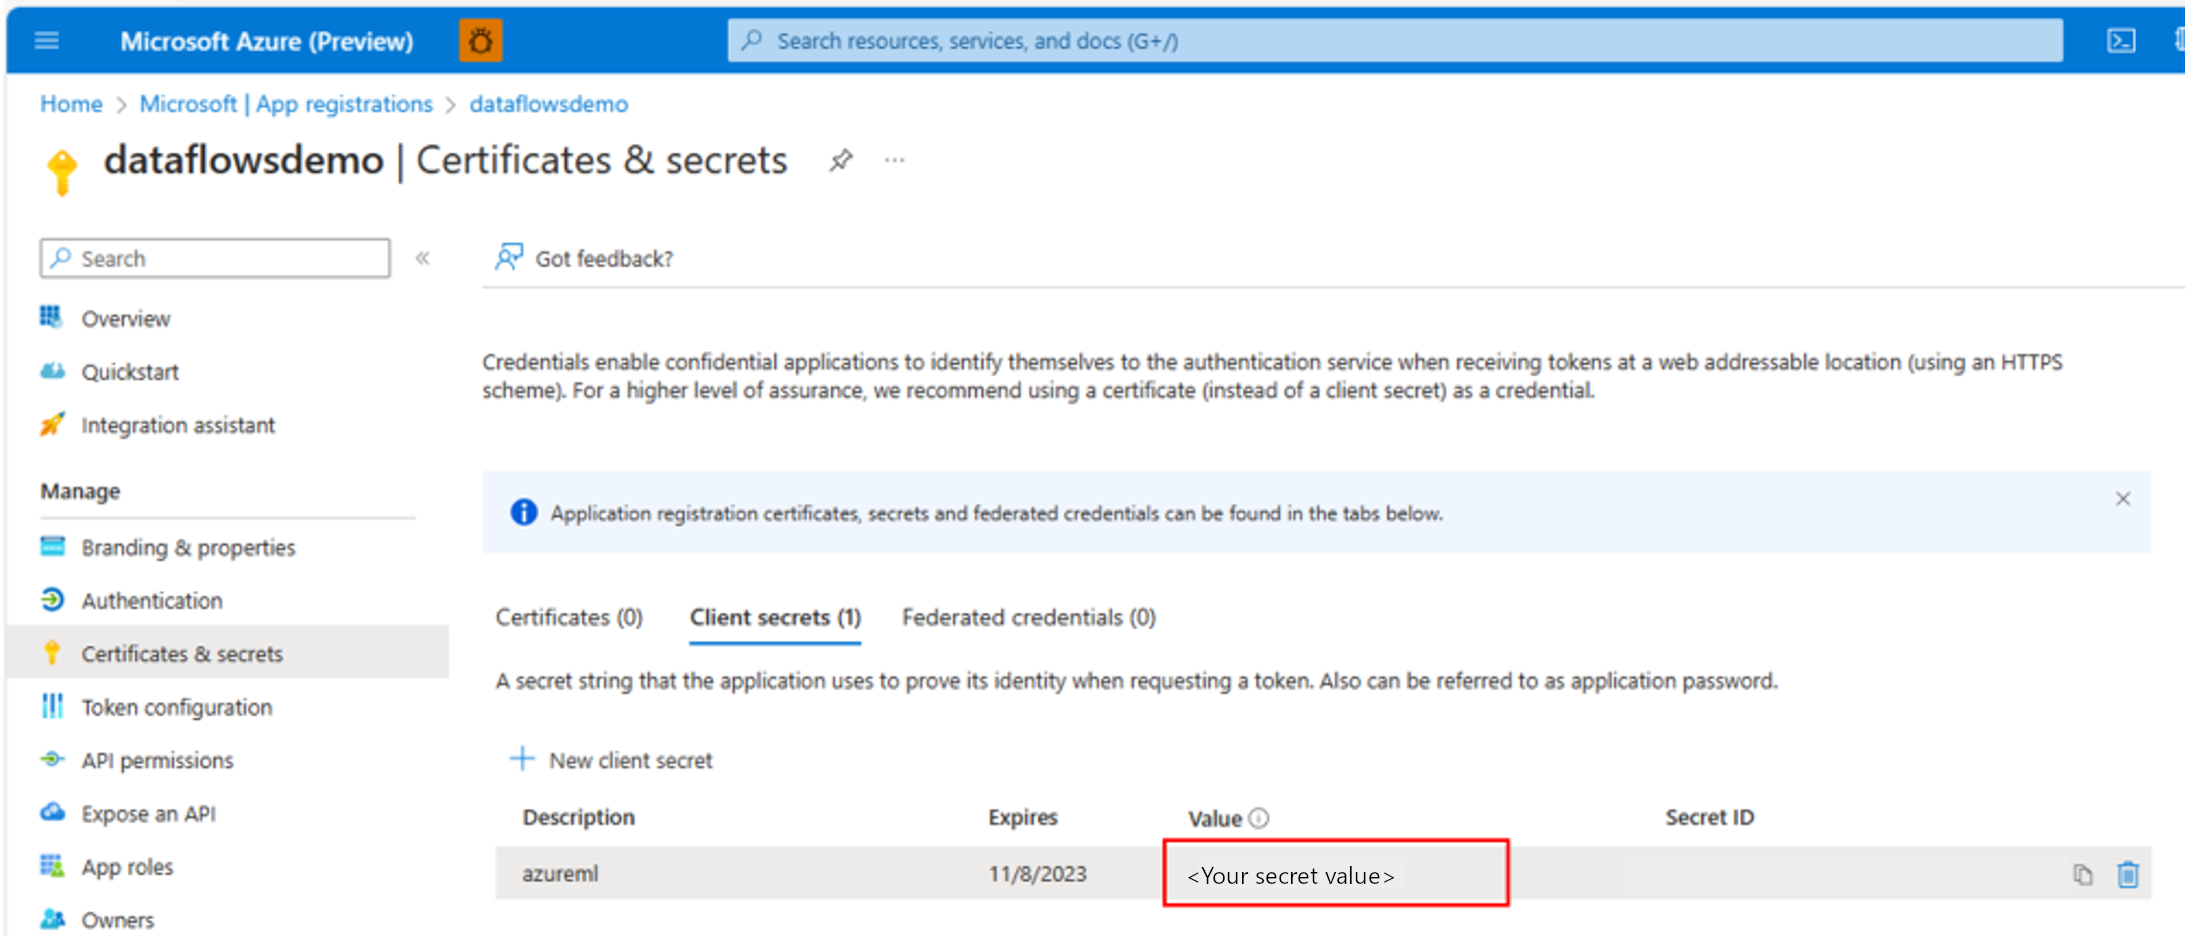 Microsoft Azure (Preview)
Search resources, services, and docs (G+/)
Home > Microsoft | App registrations > dataflowsdemo
dataflowsdemo | Certificates & secrets
Search
Overview
Quickstart
Integration assistant
Manage
Branding & properties
Authentication
Certificates & secrets
Token configuration
API permissions
Expose an API
App roles
Owners
Got feedback?
Credentials enable confidential applications to identify themselves to the authentication service when receiving tokens at a web addressable location (using an HTTPS
scheme). For a higher level of assurance, we recommend using a certificate (instead of a client secret) as a credential.
Application registration certificates, secrets and federated credentials can be found in the tabs below.
Certificates (0) Client secrets (1) Federated credentials (0)
A secret string that the application uses to prove its identity when requesting a token. Also can be referred to as application password.
New client secret
Description Expires Value Secret ID
azureml 11/8/2023 <Your secret value>